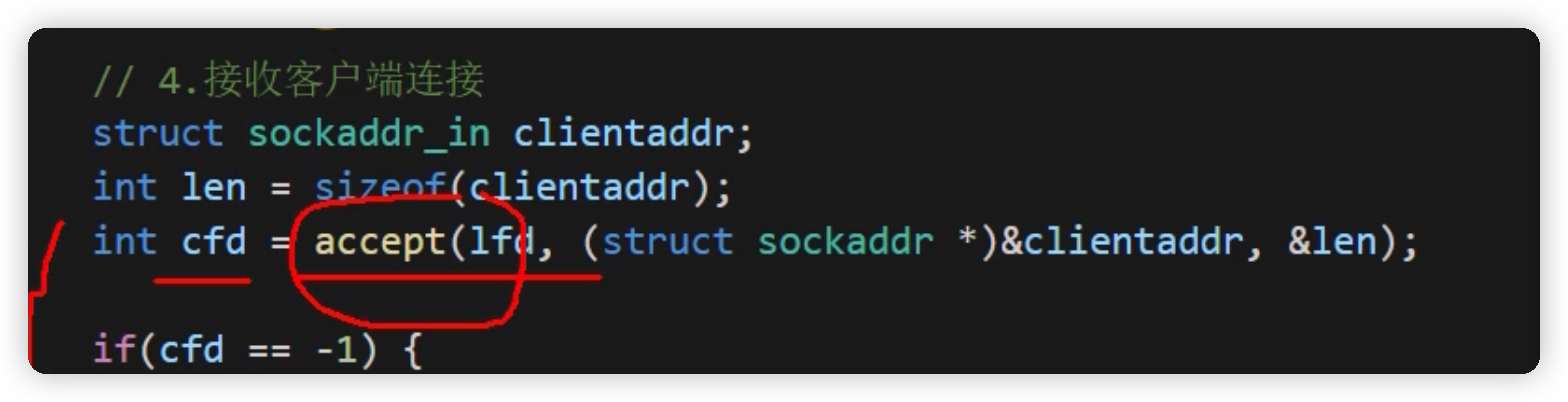 // 4.接收客户端连接
struct sockaddr_in clientaddr;
int len = sizeof(clientaddr);
int cfd = accept(lfd, (struct sockaddr *)&clientaddr, &len);
if(cfd == -1) {